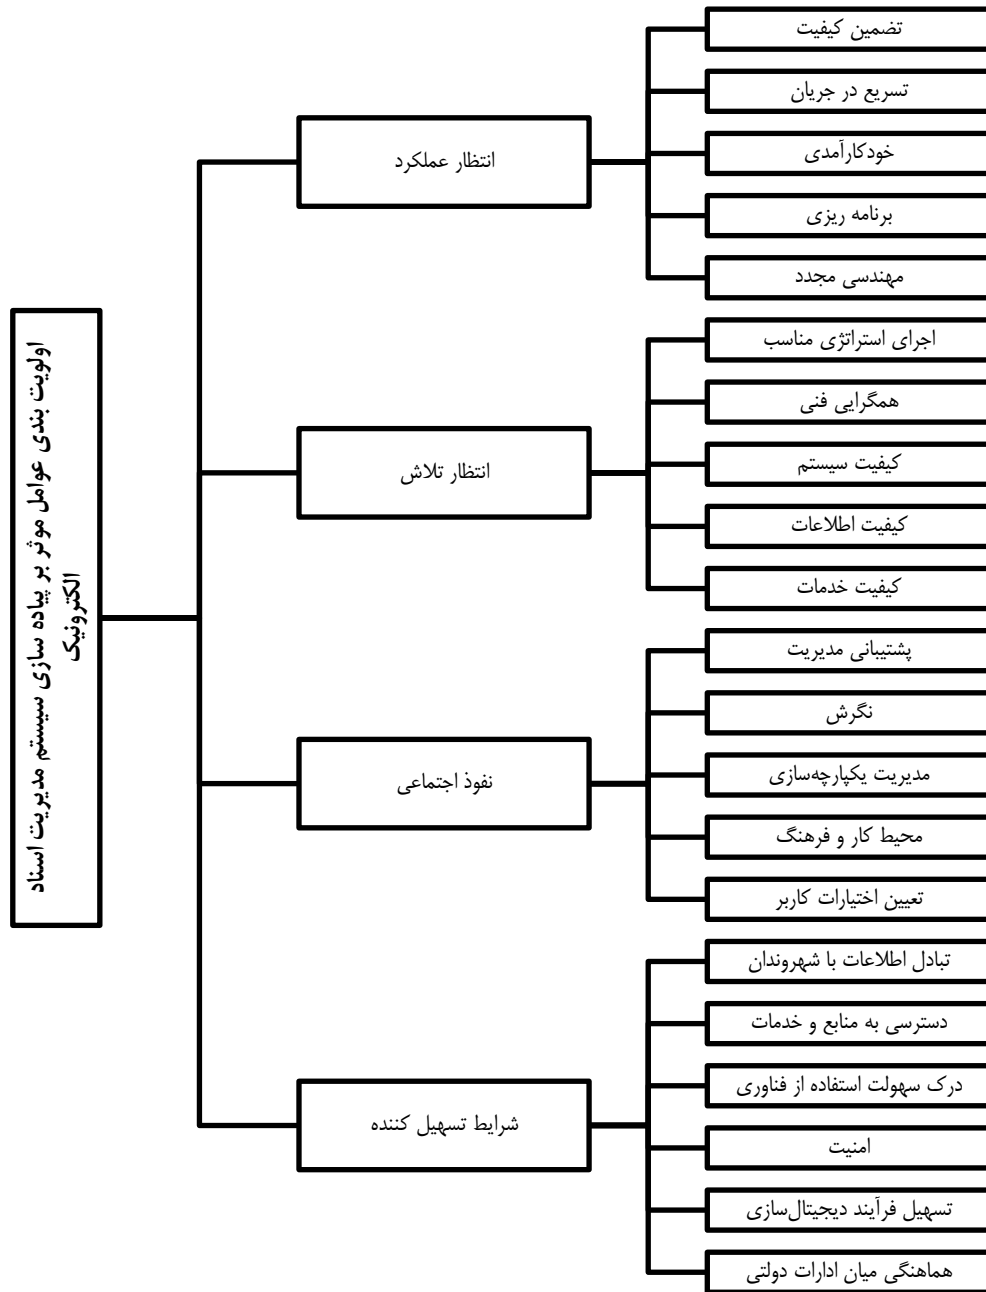 اولویت بندی عوامل موثر بر پیاده سازی سیستم مدیریت اسناد
الکترونیک
انتظار عملکرد
تضمین کیفیت
تسریع در جریان
خودکارآمدی
برنامه ریزی
مهندسی مجدد
انتظار تلاش
اجرای استراتژی مناسب
همگرایی فنی
کیفیت سیستم
کیفیت اطلاعات
کیفیت خدمات
نفوذ اجتماعی
پشتیبانی مدیریت
نگرش
مدیریت یکپارچه‌سازی
محیط کار و فرهنگ
تعیین اختیارات کاربر
شرایط تسهیل کننده
تبادل اطلاعات با شهروندان
دسترسی به منابع و خدمات
درک سهولت استفاده از فناوری
امنیت
تسهیل فرآیند دیجیتال‌سازی
هماهنگی میان ادارات دولتی